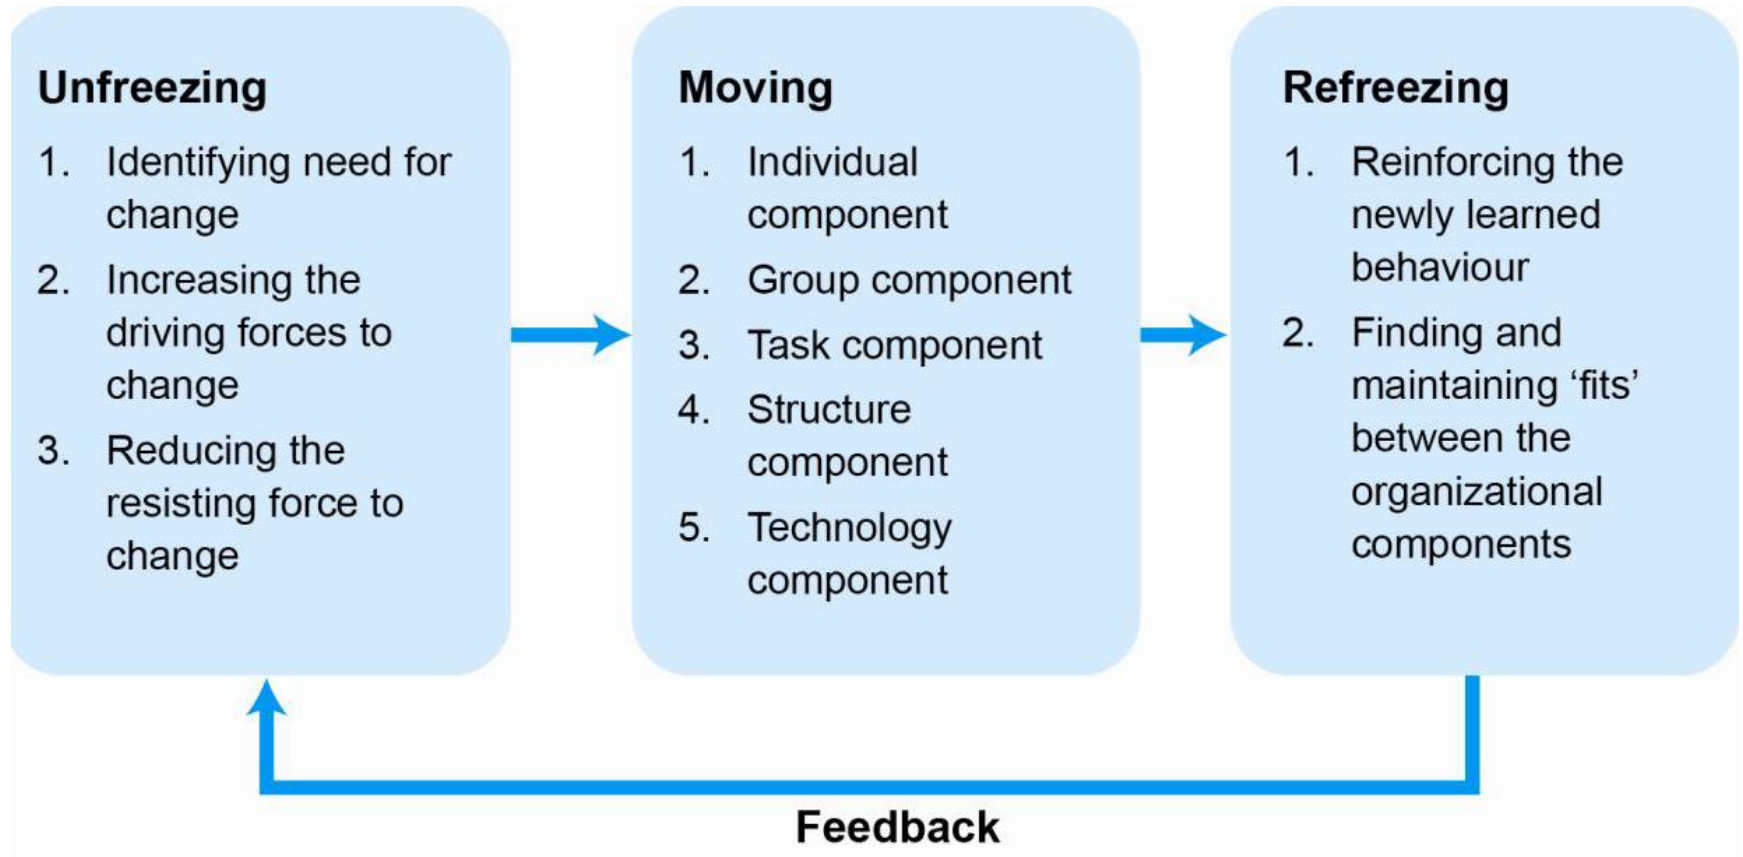 Unfreezing
1. Identifying need for
change
2. Increasing the
driving forces to
change
3. Reducing the
resisting force to
change
Moving
1. Individual
component
2. Group component
3. Task component
4. Structure
component
5. Technology
component
Refreezing
1. Reinforcing the
newly learned
behaviour
2. Finding and
maintaining ‘fits’
between the
organizational
components
Feedback